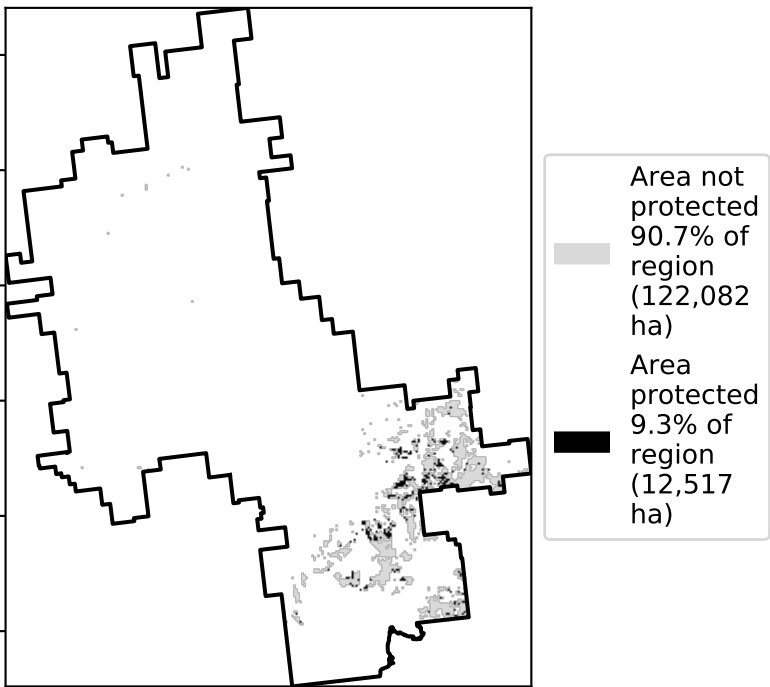 Area not
protected
90.7% of
region
(122,082
ha)
Area
protected
9.3% of
region
(12,517
ha)